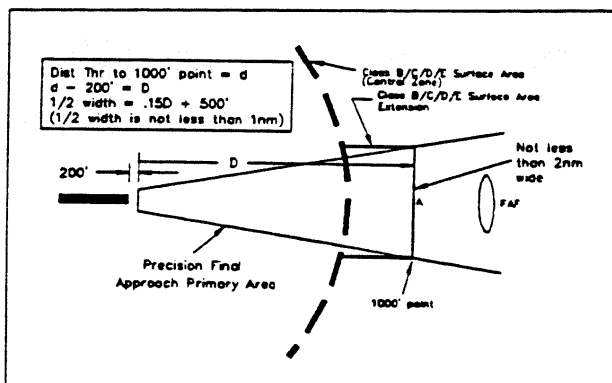 Dist Thr to 1000' point = d
d - 200' = D
1/2 width = .15D + 500'
(1/2 width is not less than 1nm)
Class B/C/D/E Surface Area
(Control Zone)
Class B/C/D/E Surface Area
Extension
Not less
than 2nm
wide
200'
D
A
FAF
Precision Final
Approach Primary Area
1000' point